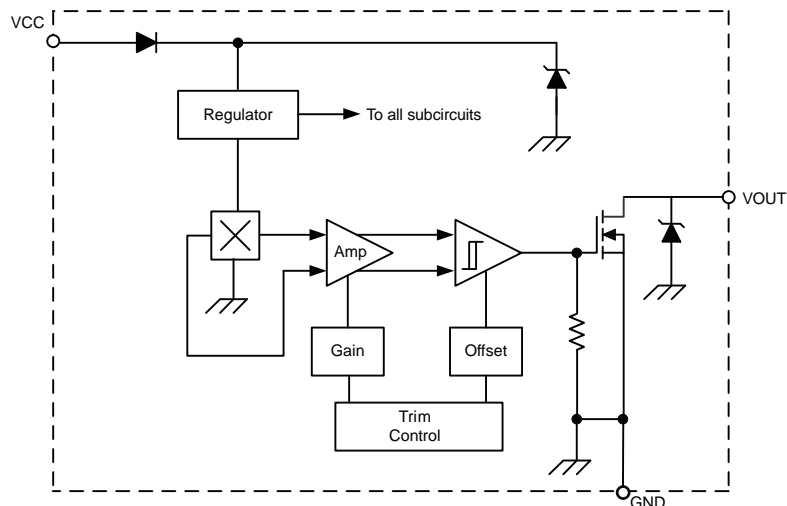 VCC
Regulator
To all subcircuits
VOUT
Amp
Gain
Offset
Trim
Control
GND